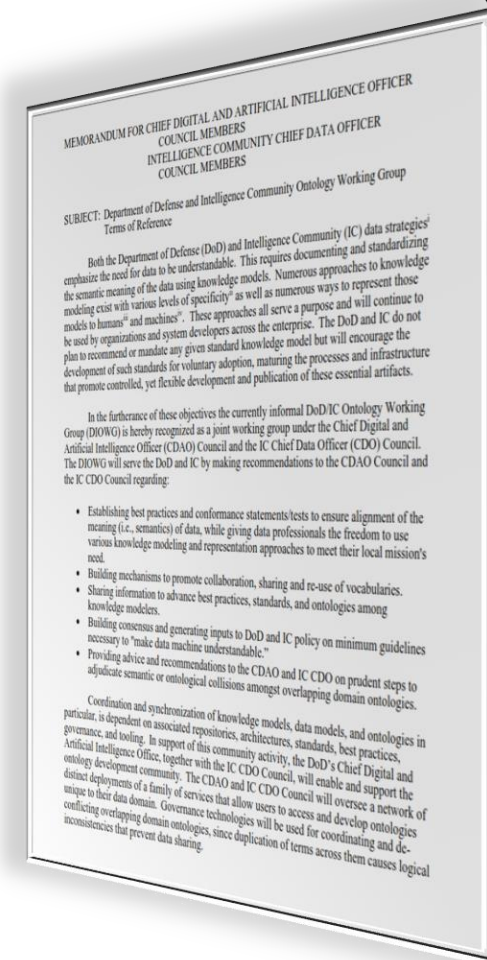 MEMORANDUM FOR CHIEF DIGITAL AND ARTIFICIAL INTELLIGENCE OFFICER
COUNCIL MEMBERS
INTELLIGENCE COMMUNITY CHIEF DATA OFFICER
COUNCIL MEMBERS
SUBJECT: Department of Defense and Intelligence Community Ontology Working Group
Terms of Reference
Both the Department of Defense (DoD) and Intelligence Community (IC) data strategies
emphasize the need for data to be understandable. This requires documenting and standardizing
the semantic meaning of the data using knowledge models. Numerous approaches to knowledge
modeling exist with various levels of specificity as well as numerous ways to represent those
models to humans and machines. These approaches all serve a purpose and will continue to
be used by organizations and system developers across the enterprise. The DoD and IC do not
plan to recommend or mandate any given standard knowledge model but will encourage the
development of such standards for voluntary adoption, maturing the processes and infrastructure
that promote controlled, yet flexible development and publication of these essential artifacts.
In the furtherance of these objectives the currently informal DoD/IC Ontology Working
Group (DIOWG) is hereby recognized as a joint working group under the Chief Digital and
Artificial Intelligence Officer (CDAO) Council and the IC Chief Data Officer (CDO) Council.
The DIOWG will serve the DoD and IC by making recommendations to the CDAO Council and
the IC CDO Council regarding:
• Establishing best practices and conformance statements/tests to ensure alignment of the
meaning (i.e., semantics) of data, while giving data professionals the freedom to use
various knowledge modeling and representation approaches to meet their local mission's
need.
• Building mechanisms to promote collaboration, sharing and re-use of vocabularies.
• Sharing information to advance best practices, standards, and ontologies among
knowledge modelers.
• Building consensus and generating inputs to DoD and IC policy on minimum guidelines
necessary to "make data machine understandable."
• Providing advice and recommendations to the CDAO and IC CDO on prudent steps to
adjudicate semantic or ontological collisions amongst overlapping domain ontologies.
Coordination and synchronization of knowledge models, data models, and ontologies in
particular, is dependent on associated repositories, architectures, standards, best practices,
governance, and tooling. In support of this community activity, the DoD's Chief Digital and
Artificial Intelligence Office, together with the IC CDO Council, will enable and support the
ontology development community. The CDAO and IC CDO Council will oversee a network of
distinct deployments of a family of services that allow users to access and develop ontologies
unique to their data domain. Governance technologies will be used for coordinating and de-
conflicting overlapping domain ontologies, since duplication of terms across them causes logical
inconsistencies that prevent data sharing.